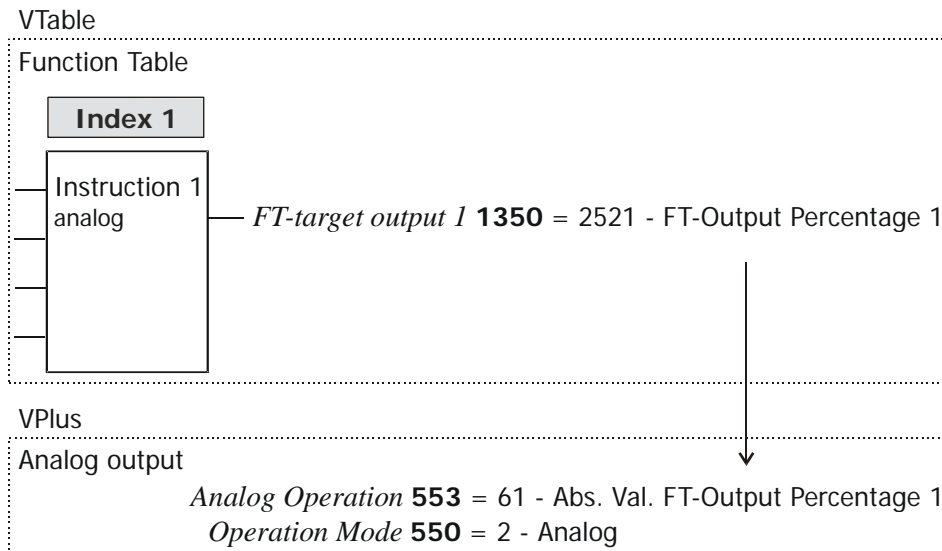 VTable
Function Table
Index 1
Instruction 1
analog
FT-target output 1 1350 = 2521 - FT-Output Percentage 1
VPlus
Analog output
Analog Operation 553 = 61 - Abs. Val. FT-Output Percentage 1
Operation Mode 550 = 2 - Analog